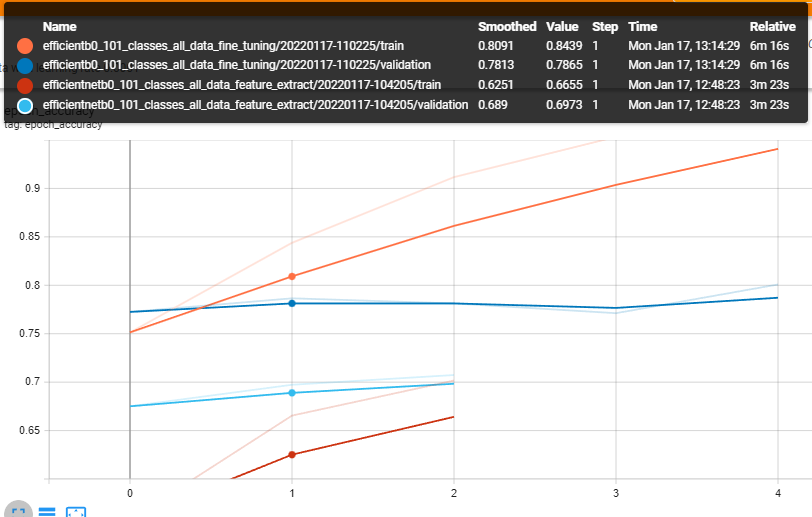 Name Smoothed Value Step Time Relative
efficientb0_101_classes_all_data_fine_tuning/20220117-110225/train 0.8091 0.8439 1 Mon Jan 17, 13:14:29 6m 16s
efficientb0_101_classes_all_data_fine_tuning/20220117-110225/validation 0.7813 0.7865 1 Mon Jan 17, 13:14:29 6m 16s
efficientnetb0_101_classes_all_data_feature_extract/20220117-104205/train 0.6251 0.6655 1 Mon Jan 17, 12:48:23 3m 23s
efficientnetb0_101_classes_all_data_feature_extract/20220117-104205/validation 0.689 0.6973 1 Mon Jan 17, 12:48:23 3m 23s
epoch_accuracy
tag: epoch_accuracy
0.9
0.85
0.8
0.75
0.7
0.65
0 1 2 3 4